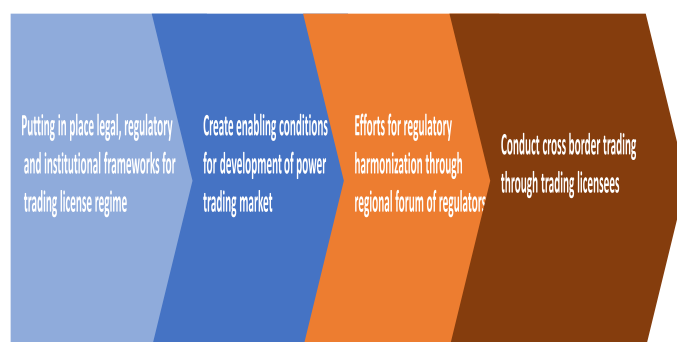 Putting in place legal, regulatory
and institutional frameworks for
trading license regime
Create enabling conditions
for development of power
trading market
Efforts for regulatory
harmonization through
regional forum of regulators
Conduct cross border trading
through trading licensees